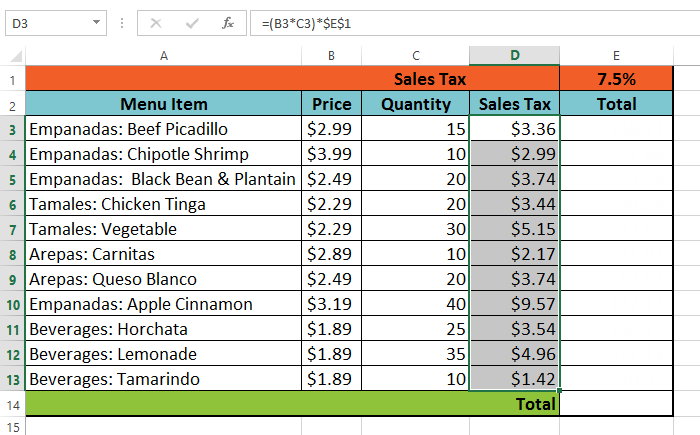 D3 fx =(B3*C3)*$E$1
A B C D E
1 Sales Tax 7.5%
2 Menu Item Price Quantity Sales Tax Total
3 Empanadas: Beef Picadillo $2.99 15 $3.36
4 Empanadas: Chipotle Shrimp $3.99 10 $2.99
5 Empanadas: Black Bean & Plantain $2.49 20 $3.74
6 Tamales: Chicken Tinga $2.29 20 $3.44
7 Tamales: Vegetable $2.29 30 $5.15
8 Arepas: Carnitas $2.89 10 $2.17
9 Arepas: Queso Blanco $2.49 20 $3.74
10 Empanadas: Apple Cinnamon $3.19 40 $9.57
11 Beverages: Horchata $1.89 25 $3.54
12 Beverages: Lemonade $1.89 35 $4.96
13 Beverages: Tamarindo $1.89 10 $1.42
14 Total
15